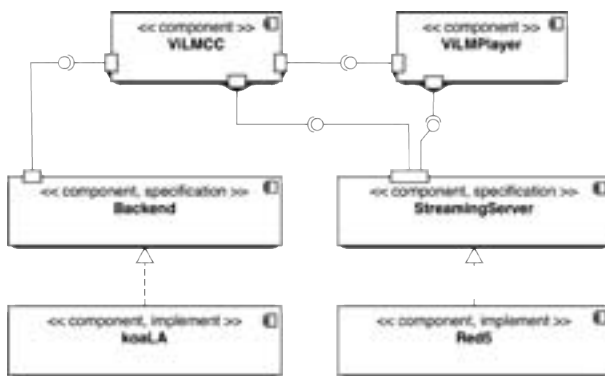 << component >>
ViLMCC
<< component >>
ViLMPlayer
<< component, specification >>
Backend
<< component, specification >>
StreamingServer
<< component, implement >>
koaLA
<< component, implement >>
Red5